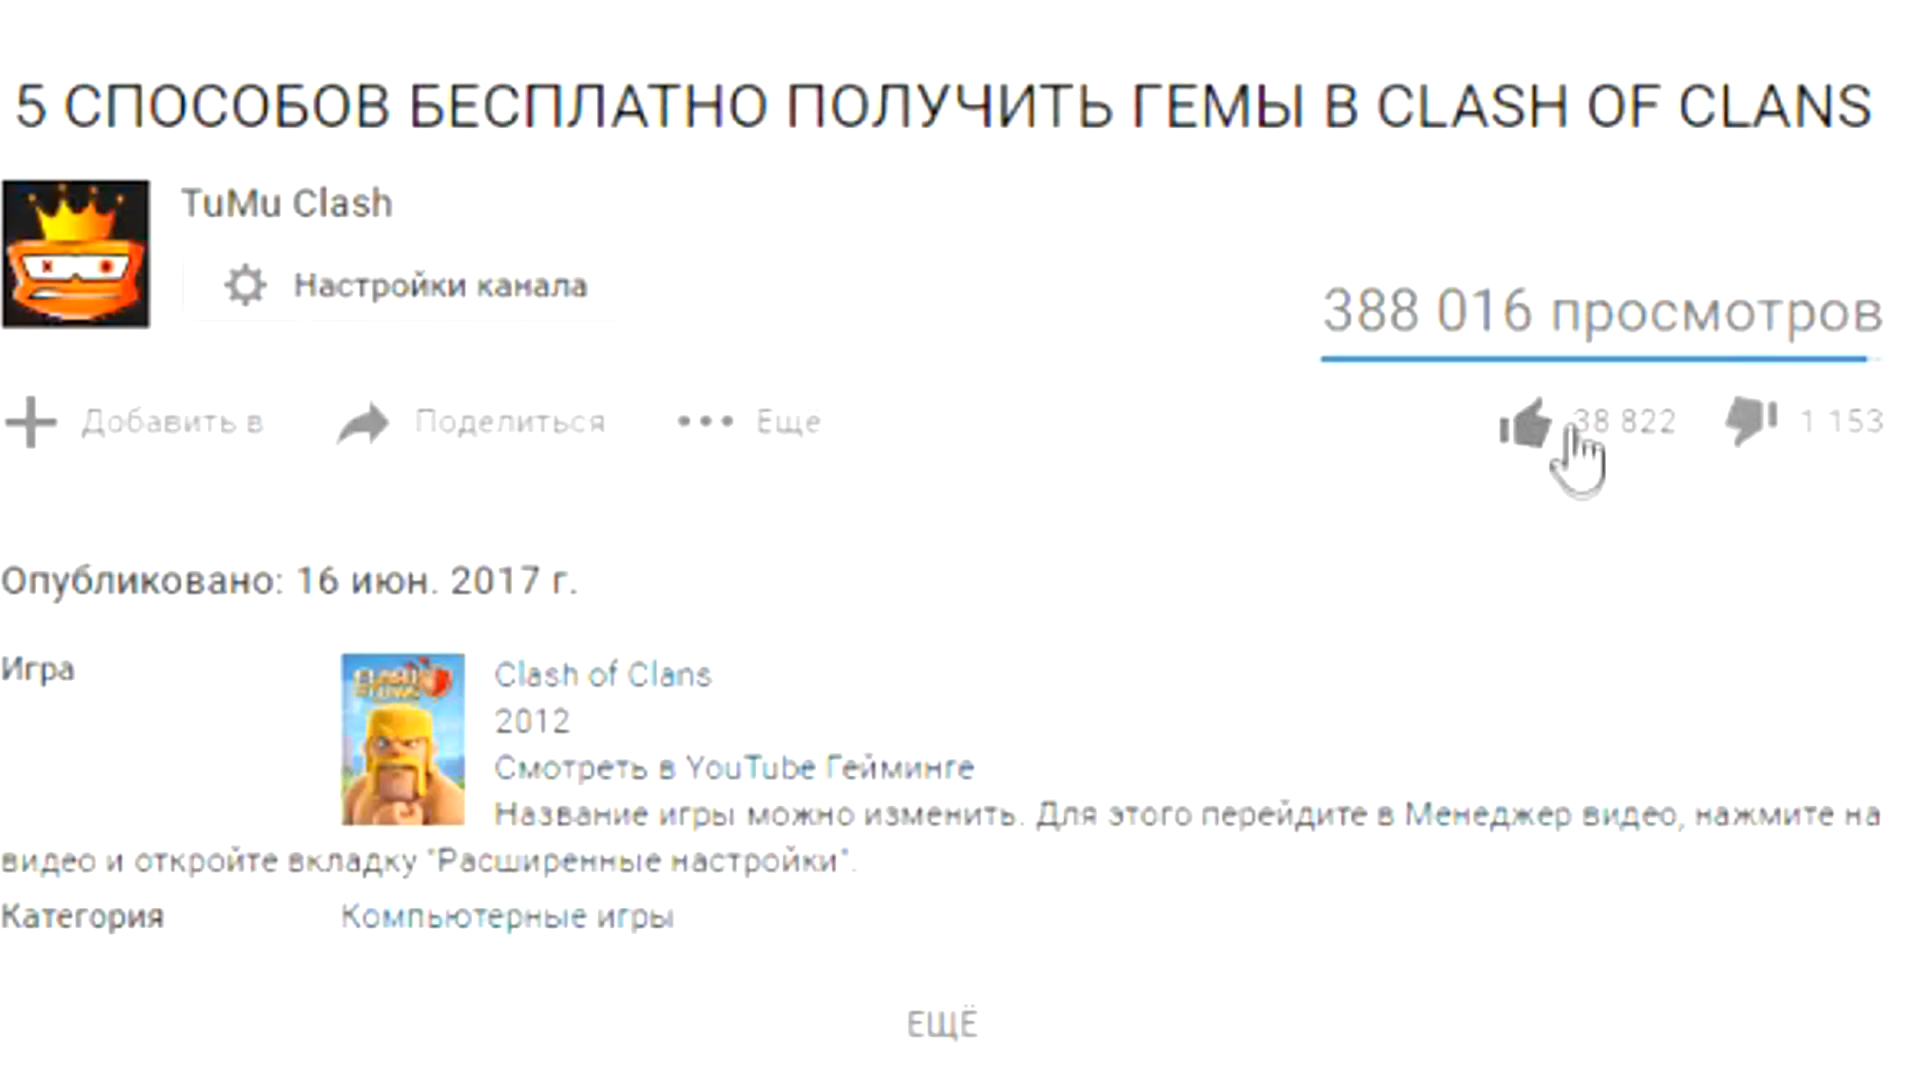 5 СПОСОБОВ БЕСПЛАТНО ПОЛУЧИТЬ ГЕМЫ В CLASH OF CLANS
TuMu Clash
Настройки канала
388 016 просмотров
Добавить в Поделиться ••• Ещё 38 822 1 153
Опубликовано: 16 июн. 2017 г.
Игра
Clash of Clans
2012
Смотреть в YouTube Гейминге
Название игры можно изменить. Для этого перейдите в Менеджер видео, нажмите на
видео и откройте вкладку "Расширенные настройки".
Категория Компьютерные игры
ЕЩЁ